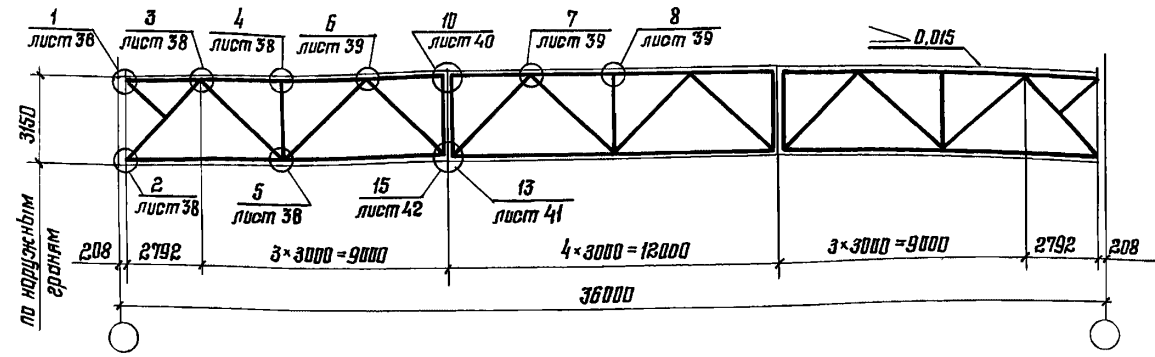 1
лист 38
3
лист 38
4
лист 38
6
лист 39
10
лист 40
7
лист 39
8
лист 39
0,015
3150
по наружным
граням
2
лист 38
5
лист 38
15
лист 42
13
лист 41
208
2792
3×3000=9000
4×3000=12000
3×3000=9000
2792
208
36000